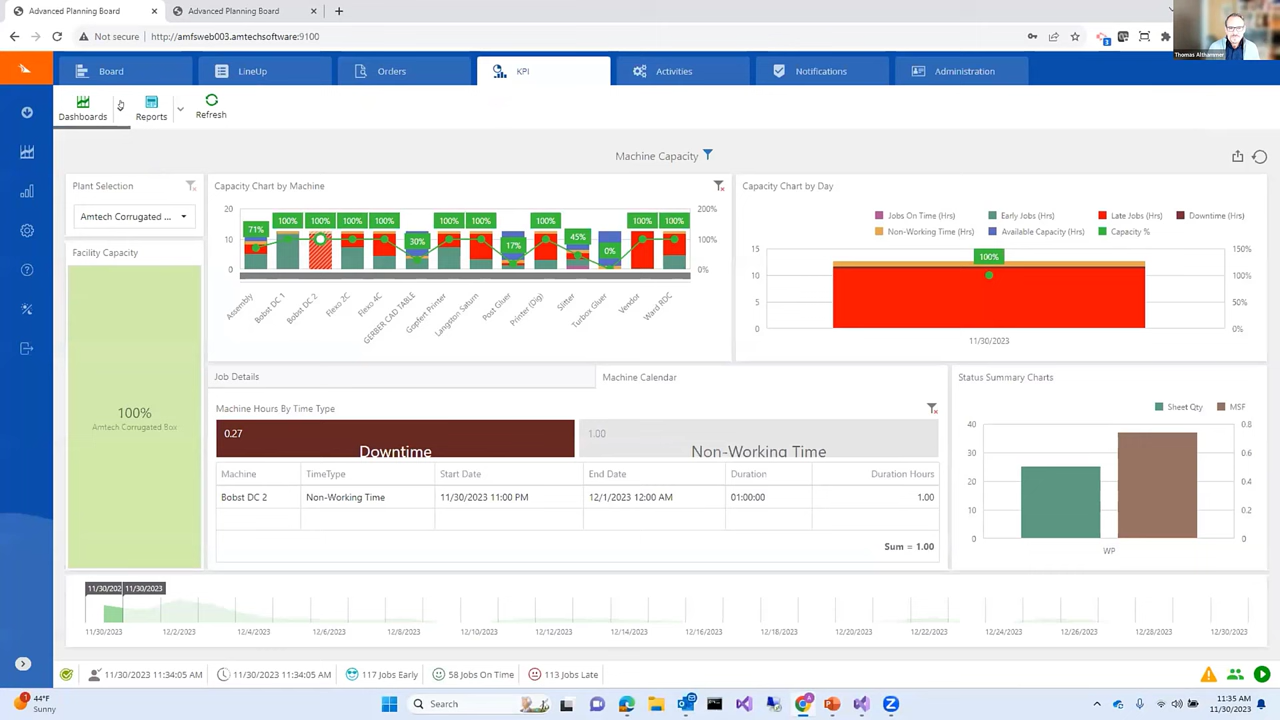 Advanced Planning Board
Advanced Planning Board
Not secure http://amfsweb003.amtechsoftware:9100
Thomas Althammer
Board
LineUp
Orders
KPI
Activities
Notifications
Administration
Dashboards
Reports
Refresh
Machine Capacity
Plant Selection
Amtech Corrugated ...
Facility Capacity
100%
Amtech Corrugated Box
Capacity Chart by Machine
20
10
0
200%
100%
0%
71%
100%
100%
100%
100%
30%
100%
100%
17%
100%
45%
0%
100%
100%
Assembly
Bobst DC 1
Bobst DC 2
Flexo 2C
Flexo 4C
GERBER CAD TABLE
Gopfert Printer
Langston Saturn
Post Gluer
Printer (Dig)
Slitter
Turbox Gluer
Vendor
Ward RDC
Capacity Chart by Day
Jobs On Time (Hrs)
Early Jobs (Hrs)
Late Jobs (Hrs)
Downtime (Hrs)
Non-Working Time (Hrs)
Available Capacity (Hrs)
Capacity %
15
10
5
0
150%
100%
50%
0%
100%
11/30/2023
Job Details
Machine Calendar
Machine Hours By Time Type
0.27
Downtime
1.00
Non-Working Time
Machine TimeType Start Date End Date Duration Duration Hours
Bobst DC 2 Non-Working Time 11/30/2023 11:00 PM 12/1/2023 12:00 AM 01:00:00 1.00
Sum = 1.00
Status Summary Charts
Sheet Qty
MSF
40
30
20
10
0
0.8
0.6
0.4
0.2
0
WP
11/30/202
11/30/2023
11/30/2023 12/2/2023 12/4/2023 12/6/2023 12/8/2023 12/10/2023 12/12/2023 12/14/2023 12/16/2023 12/18/2023 12/20/2023 12/22/2023 12/24/2023 12/26/2023 12/28/2023 12/30/2023
11/30/2023 11:34:05 AM
11/30/2023 11:34:05 AM
117 Jobs Early
58 Jobs On Time
113 Jobs Late
44°F
Sunny
Search
11:35 AM
11/30/2023